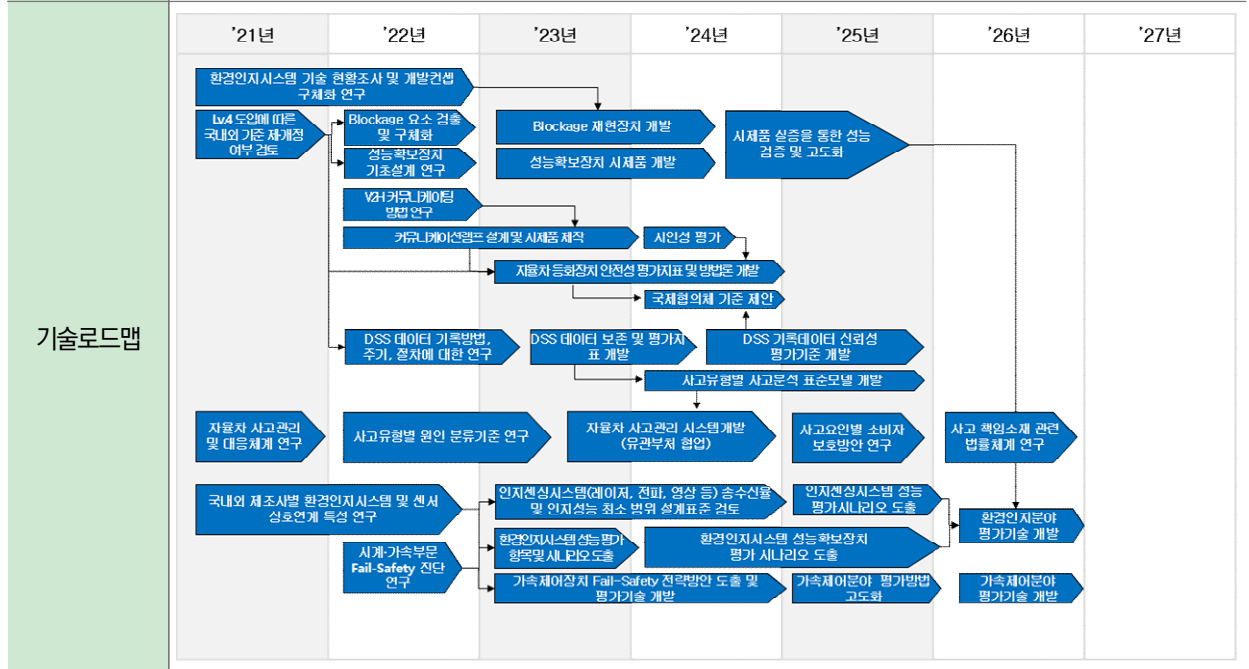 기술로드맵
'21년
'22년
'23년
'24년
'25년
'26년
'27년
환경인지시스템 기술 현황조사 및 개발컨셉
구체화 연구
Lv.4 도입에 따른
국내외 기준 재개정
여부 검토
Blockage 요소 검출
및 구체화
Blockage 재현장치 개발
시제품 실증을 통한 성능
검증 및 고도화
성능확보장치
기초설계 연구
성능확보장치 시제품 개발
V2H 커뮤니케이팅
방법 연구
커뮤니케이션램프 설계 및 시제품 제작
시인성 평가
자율차 등화장치 안전성 평가지표 및 방법론 개발
국제협의체 기준 제안
DSS 데이터 기록방법,
주기, 절차에 대한 연구
DSS 데이터 보존 및 평가지
표 개발
DSS 기록데이터 신뢰성
평가기준 개발
사고유형별 사고분석 표준모델 개발
자율차 사고관리
및 대응체계 연구
사고유형별 원인 분류기준 연구
자율차 사고관리 시스템개발
(유관부처 협업)
사고요인별 소비자
보호방안 연구
사고 책임소재 관련
법률체계 연구
국내외 제조사별 환경인지시스템 및 센서
상호연계 특성 연구
인지센싱시스템(레이저, 전파, 영상 등) 송수신율
및 인지성능 최소 범위 설계표준 검토
인지센싱시스템 성능
평가시나리오 도출
환경인지분야
평가기술 개발
시계·가속부문
Fail-Safety 진단
연구
환경인지시스템 성능평가
항목 및 시나리오 도출
환경인지시스템 성능확보장치
평가 시나리오 도출
가속제어장치 Fail-Safety 전략방안 도출 및
평가기술 개발
가속제어분야 평가방법
고도화
가속제어분야
평가기술 개발